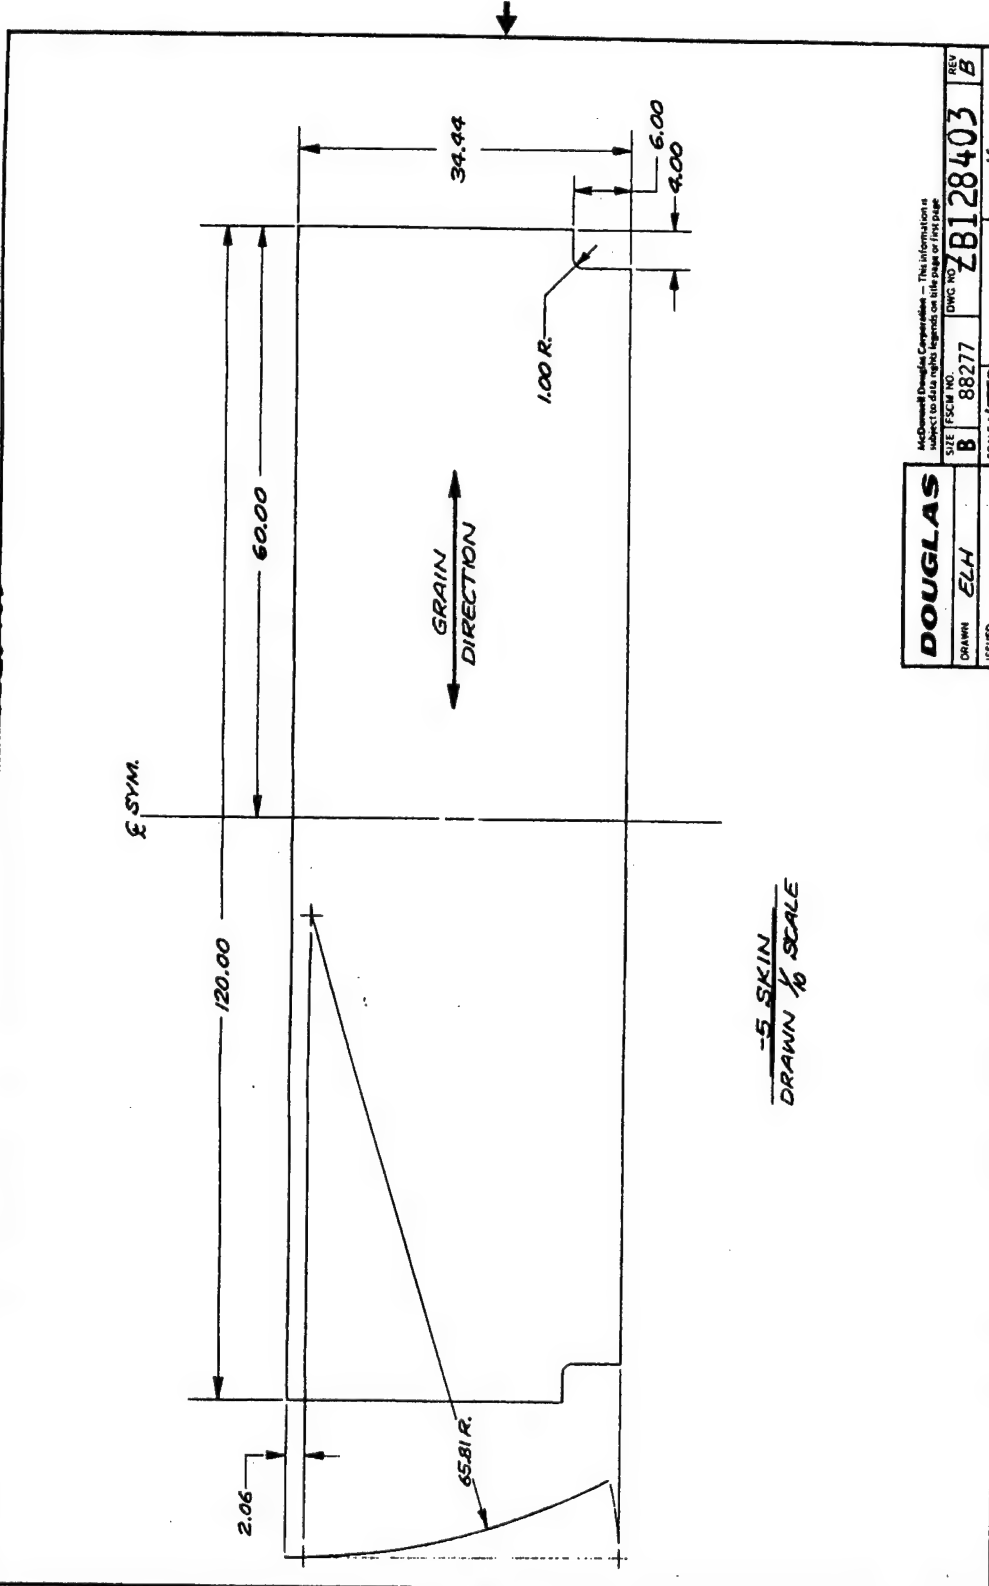 34.44
6.00
4.00
1.00 R.
60.00
120.00
GRAIN
DIRECTION
℄ SYM.
2.06
65.81 R.
-5 SKIN
DRAWN 1/10 SCALE
DOUGLAS
McDonnell Douglas Corporation — This information is
subject to data rights legends on title page or first page
SIZE
B
FSCM NO.
88277
DWG NO
ZB128403
REV
B
DRAWN ELH